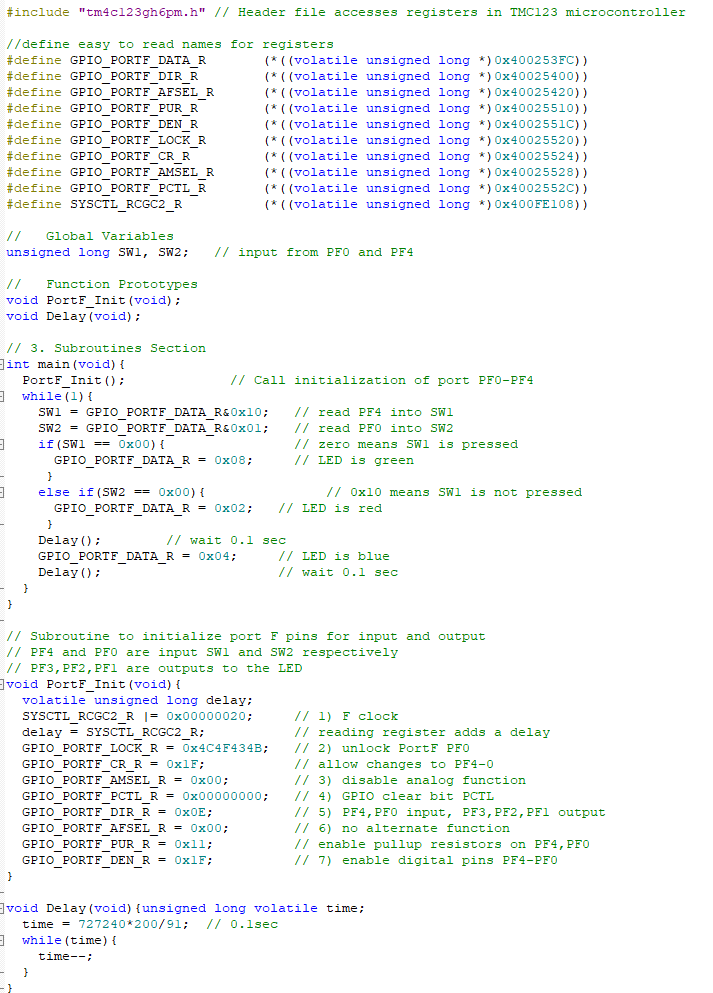 #include "tm4c123gh6pm.h" // Header file accesses registers in TMC123 microcontroller
//define easy to read names for registers
#define GPIO_PORTF_DATA_R       (*((volatile unsigned long *)0x400253FC))
#define GPIO_PORTF_DIR_R        (*((volatile unsigned long *)0x40025400))
#define GPIO_PORTF_AFSEL_R      (*((volatile unsigned long *)0x40025420))
#define GPIO_PORTF_PUR_R        (*((volatile unsigned long *)0x40025510))
#define GPIO_PORTF_DEN_R        (*((volatile unsigned long *)0x4002551C))
#define GPIO_PORTF_LOCK_R       (*((volatile unsigned long *)0x40025520))
#define GPIO_PORTF_CR_R         (*((volatile unsigned long *)0x40025524))
#define GPIO_PORTF_AMSEL_R      (*((volatile unsigned long *)0x40025528))
#define GPIO_PORTF_PCTL_R       (*((volatile unsigned long *)0x4002552C))
#define SYSCTL_RCGC2_R          (*((volatile unsigned long *)0x400FE108))
//   Global Variables
unsigned long SW1, SW2;   // input from PF0 and PF4
//   Function Prototypes
void PortF_Init(void);
void Delay(void);
// 3. Subroutines Section
int main(void){
  PortF_Init();             // Call initialization of port PF0-PF4
  while(1){
    SW1 = GPIO_PORTF_DATA_R&0x10;   // read PF4 into SW1
    SW2 = GPIO_PORTF_DATA_R&0x01;   // read PF0 into SW2
    if(SW1 == 0x00){                // zero means SW1 is pressed
      GPIO_PORTF_DATA_R = 0x08;     // LED is green
     }
    else if(SW2 == 0x00){               // 0x10 means SW1 is not pressed
      GPIO_PORTF_DATA_R = 0x02;   // LED is red
     }
    Delay();        // wait 0.1 sec
    GPIO_PORTF_DATA_R = 0x04;     // LED is blue
    Delay();                      // wait 0.1 sec
  }
}
// Subroutine to initialize port F pins for input and output
// PF4 and PF0 are input SW1 and SW2 respectively
// PF3,PF2,PF1 are outputs to the LED
void PortF_Init(void){
  volatile unsigned long delay;
  SYSCTL_RCGC2_R |= 0x00000020;     // 1) F clock
  delay = SYSCTL_RCGC2_R;           // reading register adds a delay
  GPIO_PORTF_LOCK_R = 0x4C4F434B;   // 2) unlock PortF PF0
  GPIO_PORTF_CR_R = 0x1F;           // allow changes to PF4-0
  GPIO_PORTF_AMSEL_R = 0x00;        // 3) disable analog function
  GPIO_PORTF_PCTL_R = 0x00000000;   // 4) GPIO clear bit PCTL
  GPIO_PORTF_DIR_R = 0x0E;          // 5) PF4,PF0 input, PF3,PF2,PF1 output
  GPIO_PORTF_AFSEL_R = 0x00;        // 6) no alternate function
  GPIO_PORTF_PUR_R = 0x11;          // enable pullup resistors on PF4,PF0
  GPIO_PORTF_DEN_R = 0x1F;          // 7) enable digital pins PF4-PF0
}
void Delay(void){unsigned long volatile time;
  time = 727240*200/91;  // 0.1sec
  while(time){
    time--;
  }
}